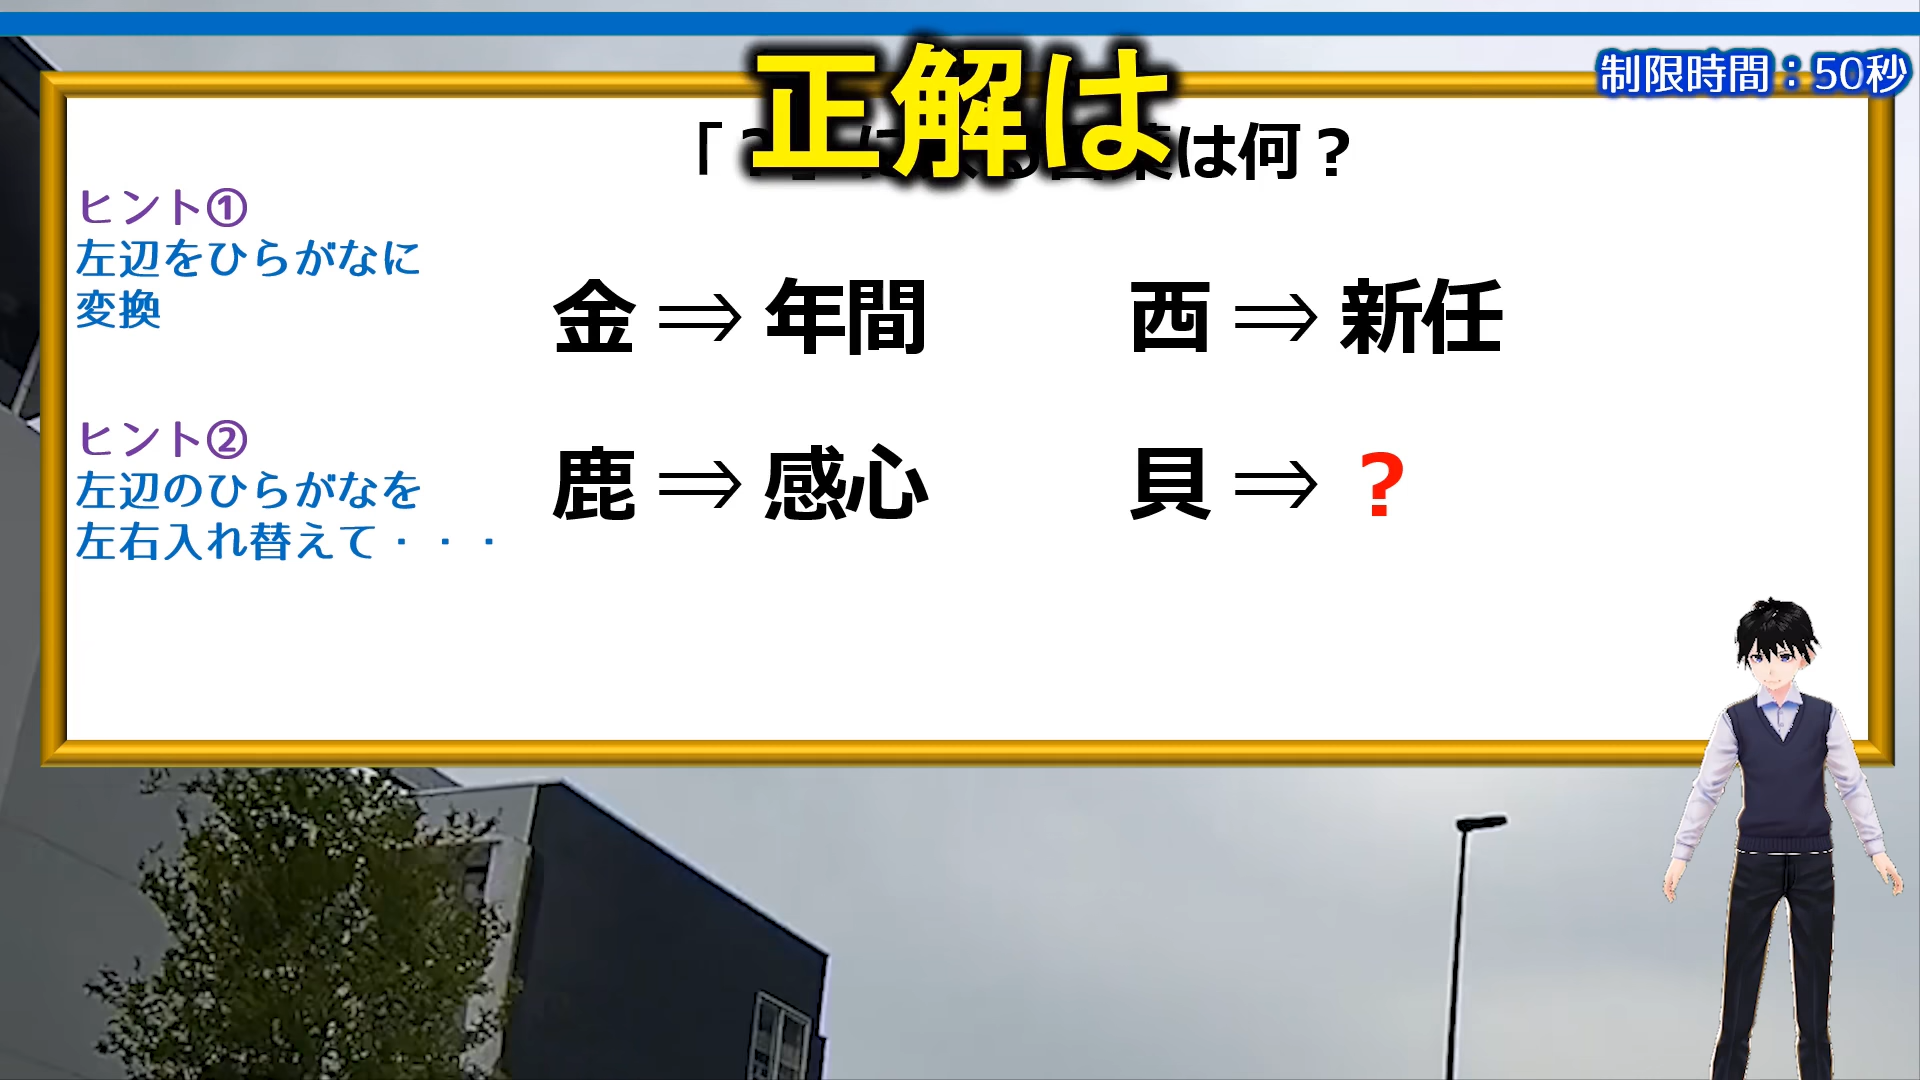 正解は
制限時間：50秒
は何？
ヒント①
左辺をひらがなに
変換
金 ⇒ 年間
西 ⇒ 新任
ヒント②
左辺のひらがなを
左右入れ替えて・・・
鹿 ⇒ 感心
貝 ⇒ ？